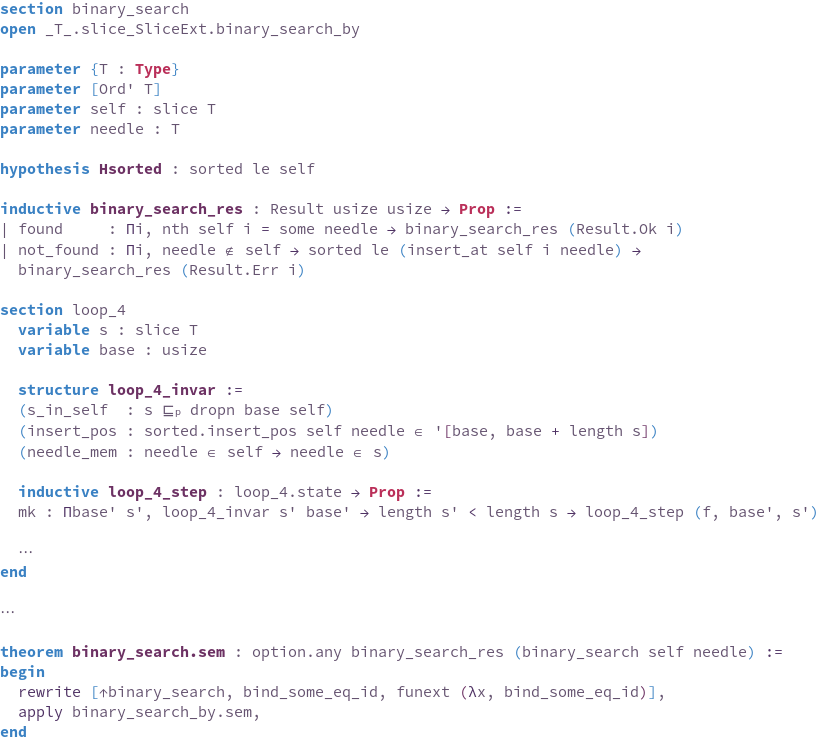 section binary_search
open _T_.slice_SliceExt.binary_search_by
parameter {T : Type}
parameter [Ord' T]
parameter self : slice T
parameter needle : T
hypothesis Hsorted : sorted le self
inductive binary_search_res : Result usize usize → Prop :=
| found     : Πi, nth self i = some needle → binary_search_res (Result.Ok i)
| not_found : Πi, needle ∉ self → sorted le (insert_at self i needle) →
  binary_search_res (Result.Err i)
section loop_4
  variable s : slice T
  variable base : usize
  structure loop_4_invar :=
  (s_in_self  : s ⊑ₚ dropn base self)
  (insert_pos : sorted.insert_pos self needle ∈ '[base, base + length s])
  (needle_mem : needle ∈ self → needle ∈ s)
  inductive loop_4_step : loop_4.state → Prop :=
  mk : Πbase' s', loop_4_invar s' base' → length s' < length s → loop_4_step (f, base', s')
  ...
end
...
theorem binary_search.sem : option.any binary_search_res (binary_search self needle) :=
begin
  rewrite [↑binary_search, bind_some_eq_id, funext (λx, bind_some_eq_id)],
  apply binary_search_by.sem,
end